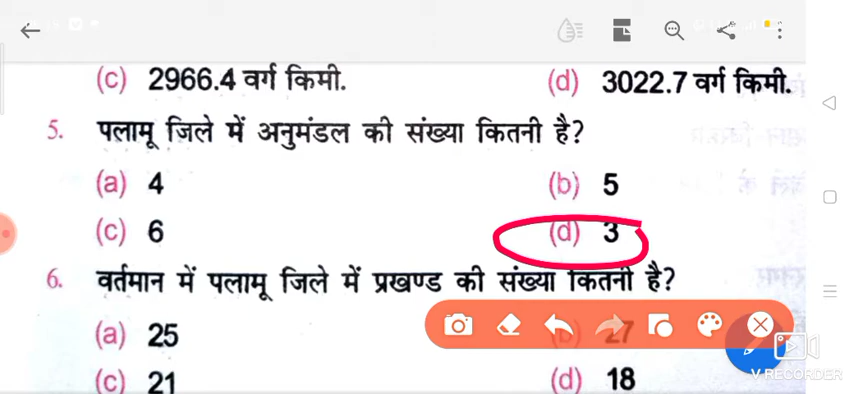 (c) 2966.4 वर्ग किमी. (d) 3022.7 वर्ग किमी.
5. पलामू जिले में अनुमंडल की संख्या कितनी है?
(a) 4 (b) 5
(c) 6 (d) 3
6. वर्तमान में पलामू जिले में प्रखण्ड की संख्या कितनी है?
(a) 25 (b) 27
(c) 21 (d) 18
V RECORDER